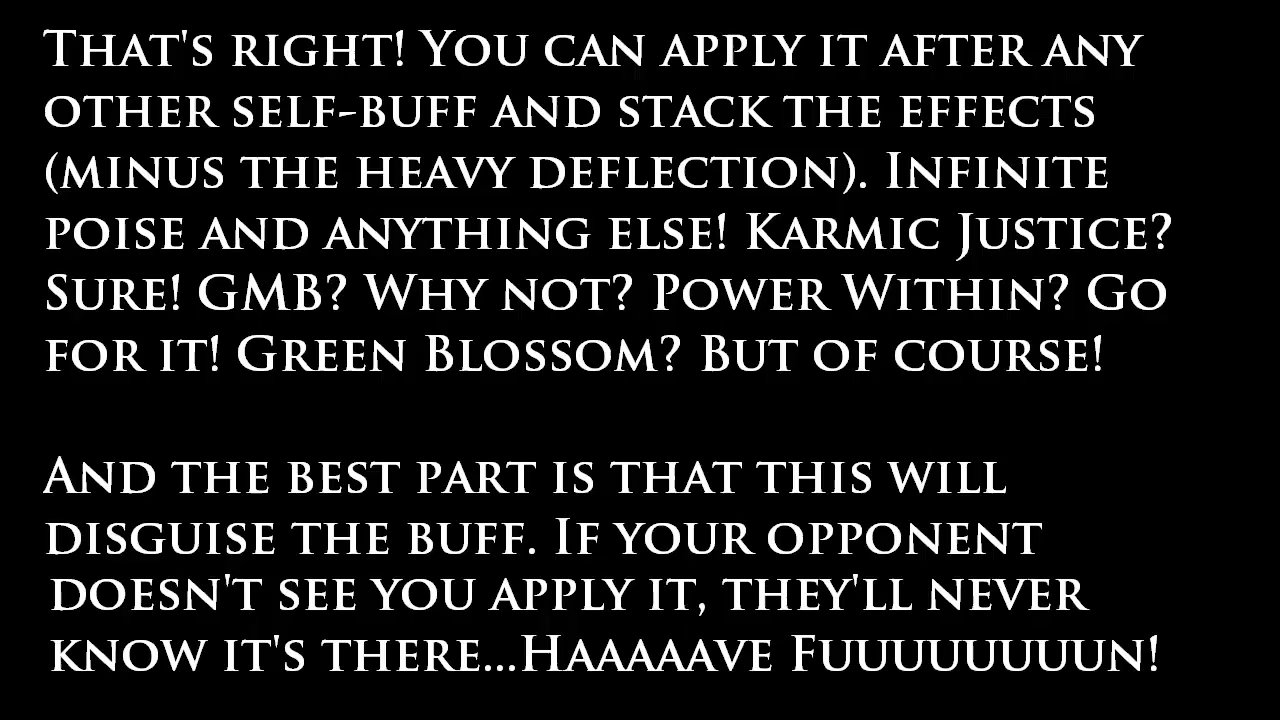 That's right! You can apply it after any
other self-buff and stack the effects
(minus the heavy deflection). Infinite
poise and anything else! Karmic Justice?
Sure! GMB? Why not? Power Within? Go
for it! Green Blossom? But of course!
And the best part is that this will
disguise the buff. If your opponent
doesn't see you apply it, they'll never
know it's there...Haaaaave Fuuuuuuuun!